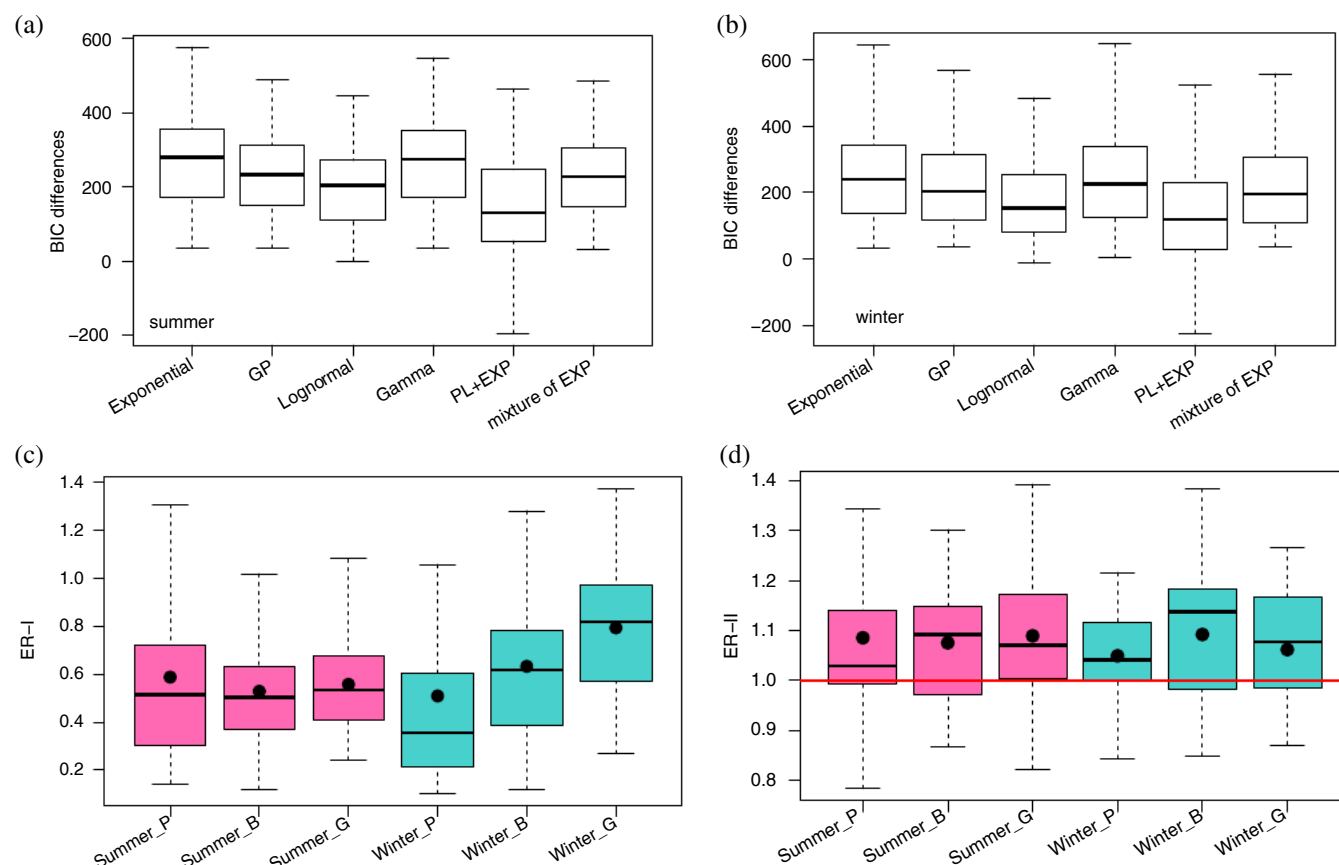 (a)
600
400
200
0
−200
BIC differences
summer
Exponential
GP
Lognormal
Gamma
PL+EXP
mixture of EXP
(b)
600
400
200
0
−200
BIC differences
winter
Exponential
GP
Lognormal
Gamma
PL+EXP
mixture of EXP
(c)
1.4
1.2
1.0
0.8
0.6
0.4
0.2
ER−I
Summer_P
Summer_B
Summer_G
Winter_P
Winter_B
Winter_G
(d)
1.4
1.3
1.2
1.1
1.0
0.9
0.8
ER−II
Summer_P
Summer_B
Summer_G
Winter_P
Winter_B
Winter_G